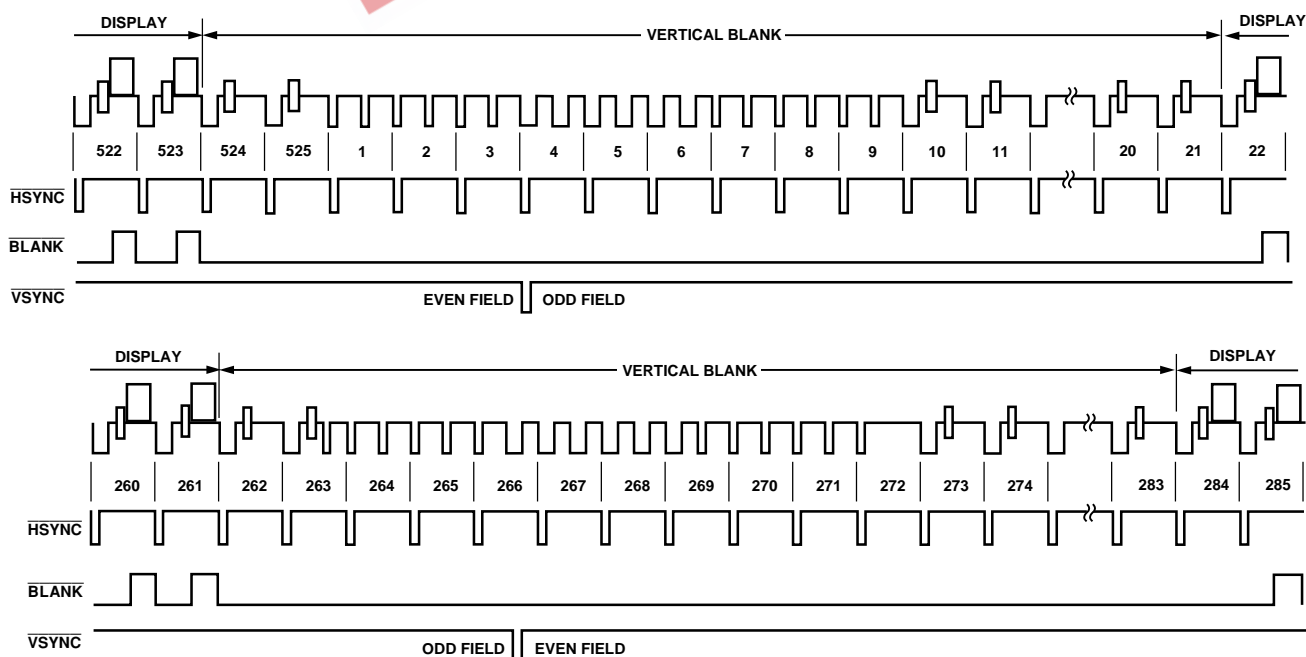 DISPLAY VERTICAL BLANK DISPLAY
522 523 524 525 1 2 3 4 5 6 7 8 9 10 11 20 21 22
HSYNC
BLANK
VSYNC
EVEN FIELD ODD FIELD
DISPLAY VERTICAL BLANK DISPLAY
260 261 262 263 264 265 266 267 268 269 270 271 272 273 274 283 284 285
HSYNC
BLANK
VSYNC
ODD FIELD EVEN FIELD